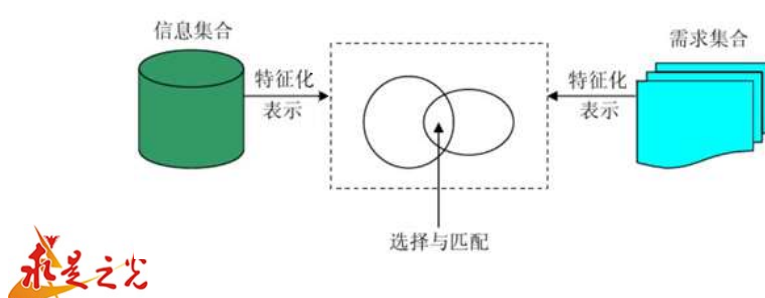 信息集合
需求集合
特征化
表示
特征化
表示
选择与匹配
求是之光